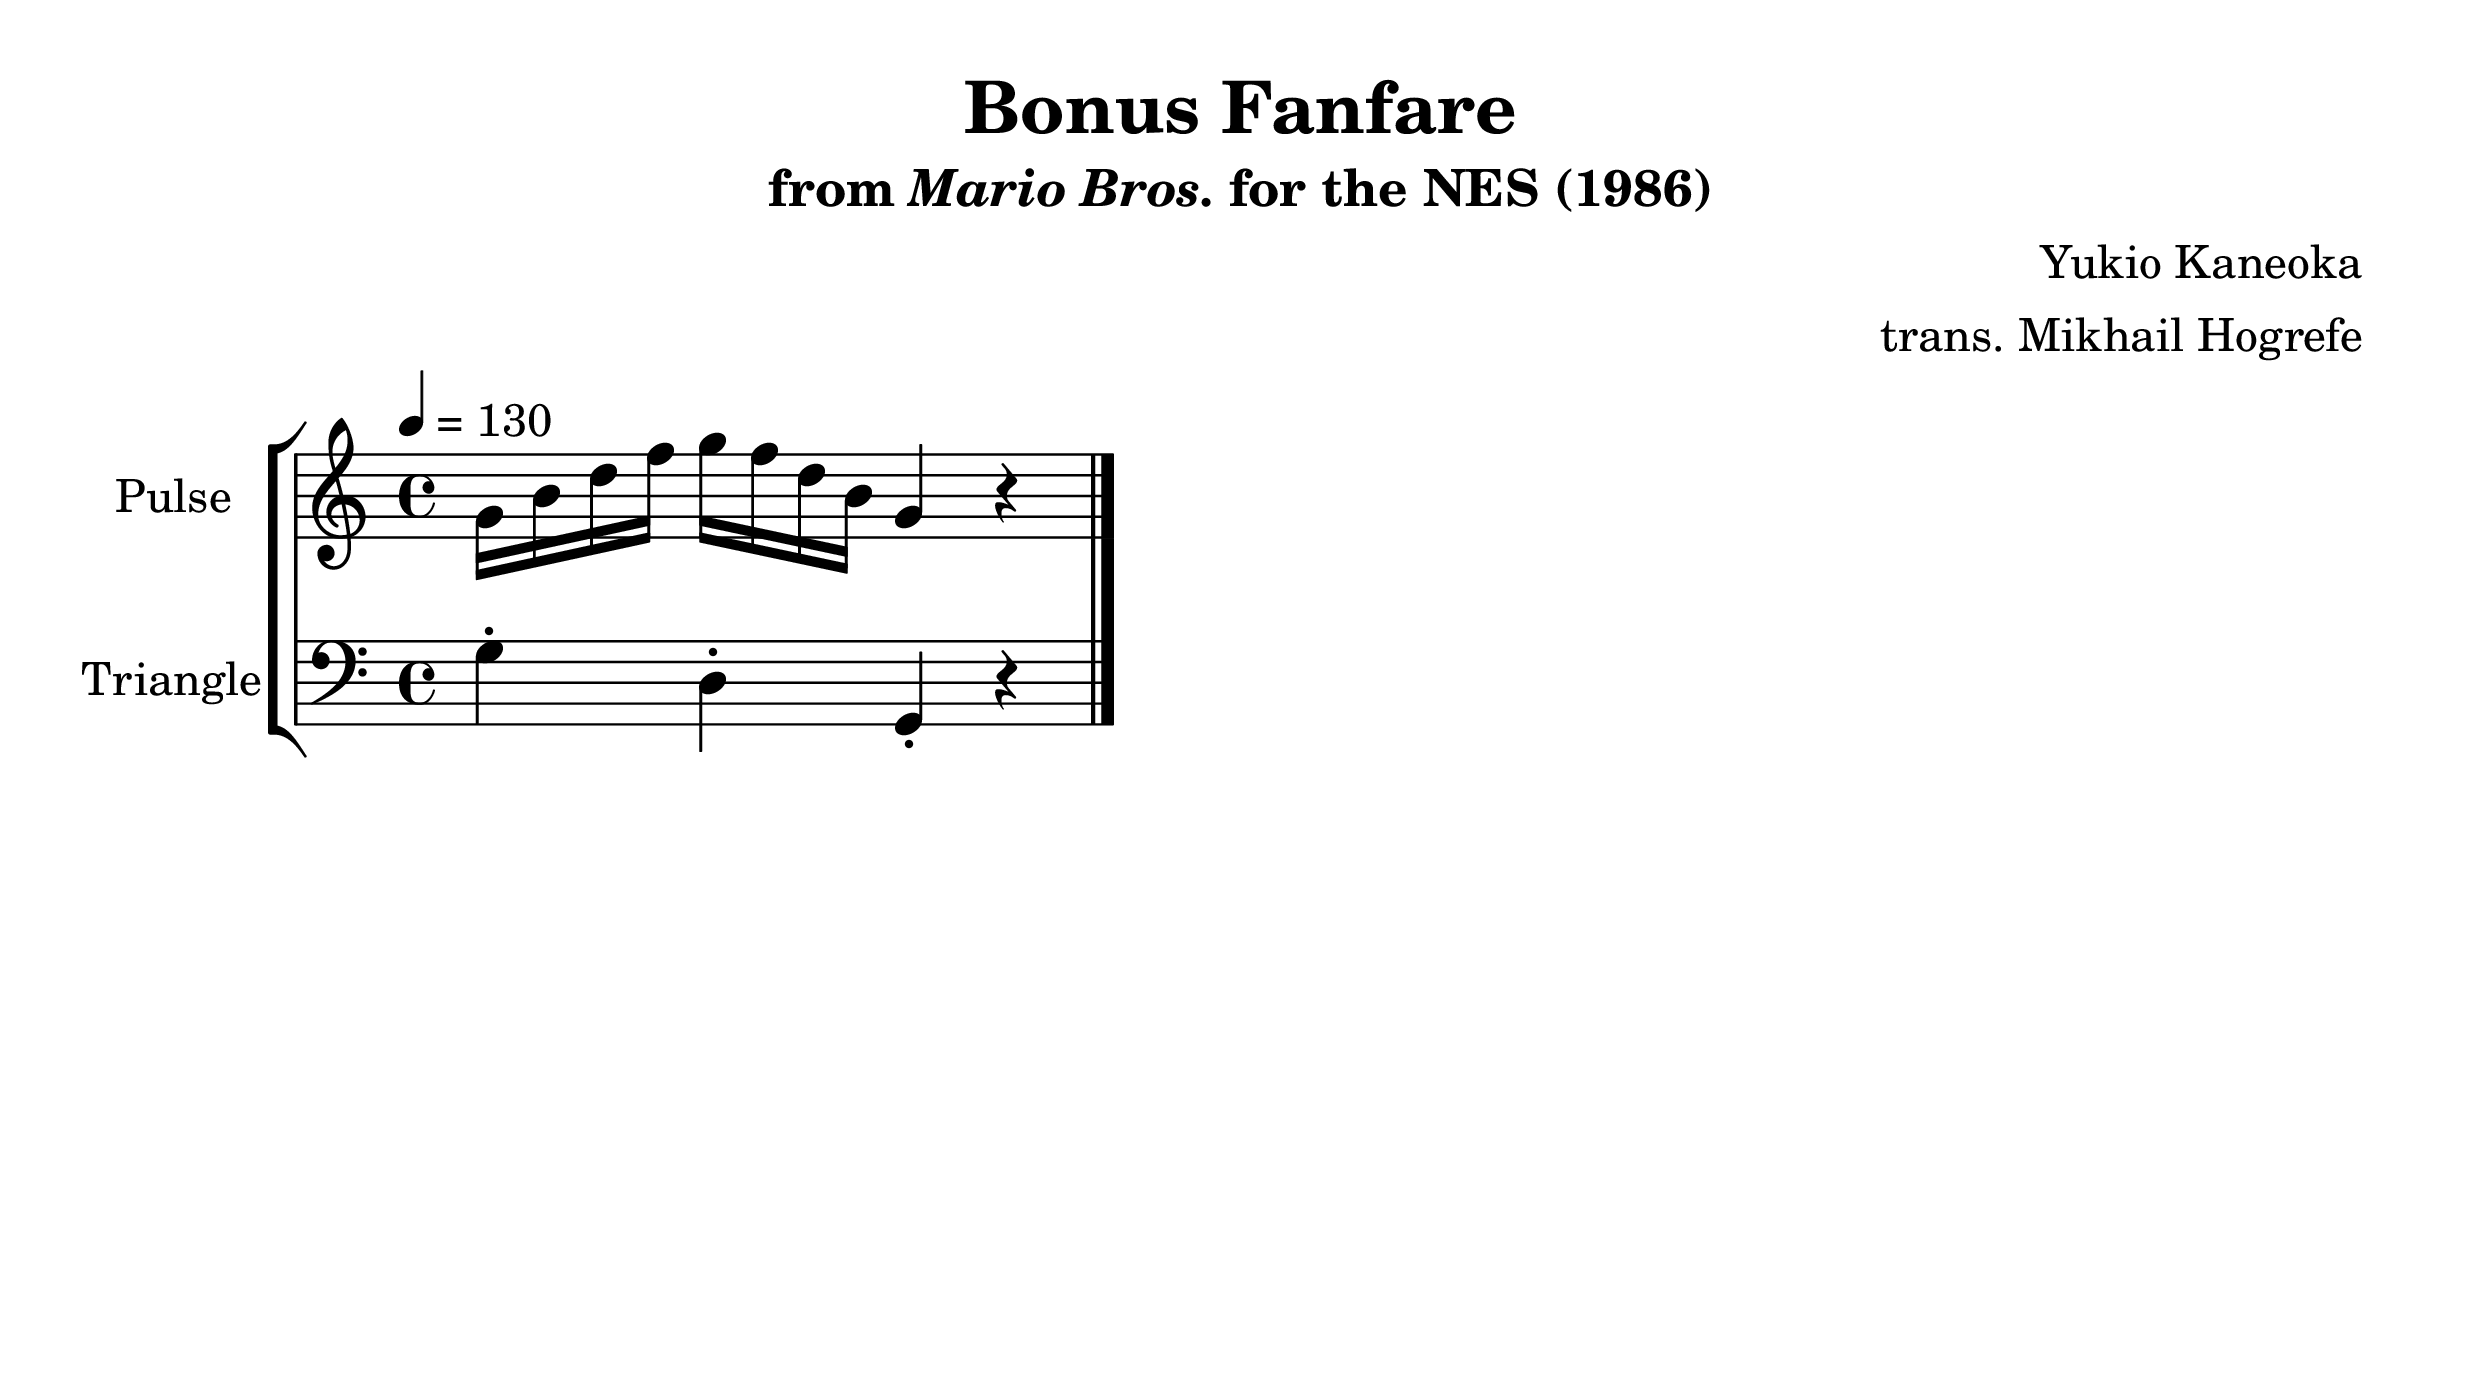 Bonus Fanfare
from Mario Bros. for the NES (1986)
Yukio Kaneoka
trans. Mikhail Hogrefe
= 130
Pulse
Triangle